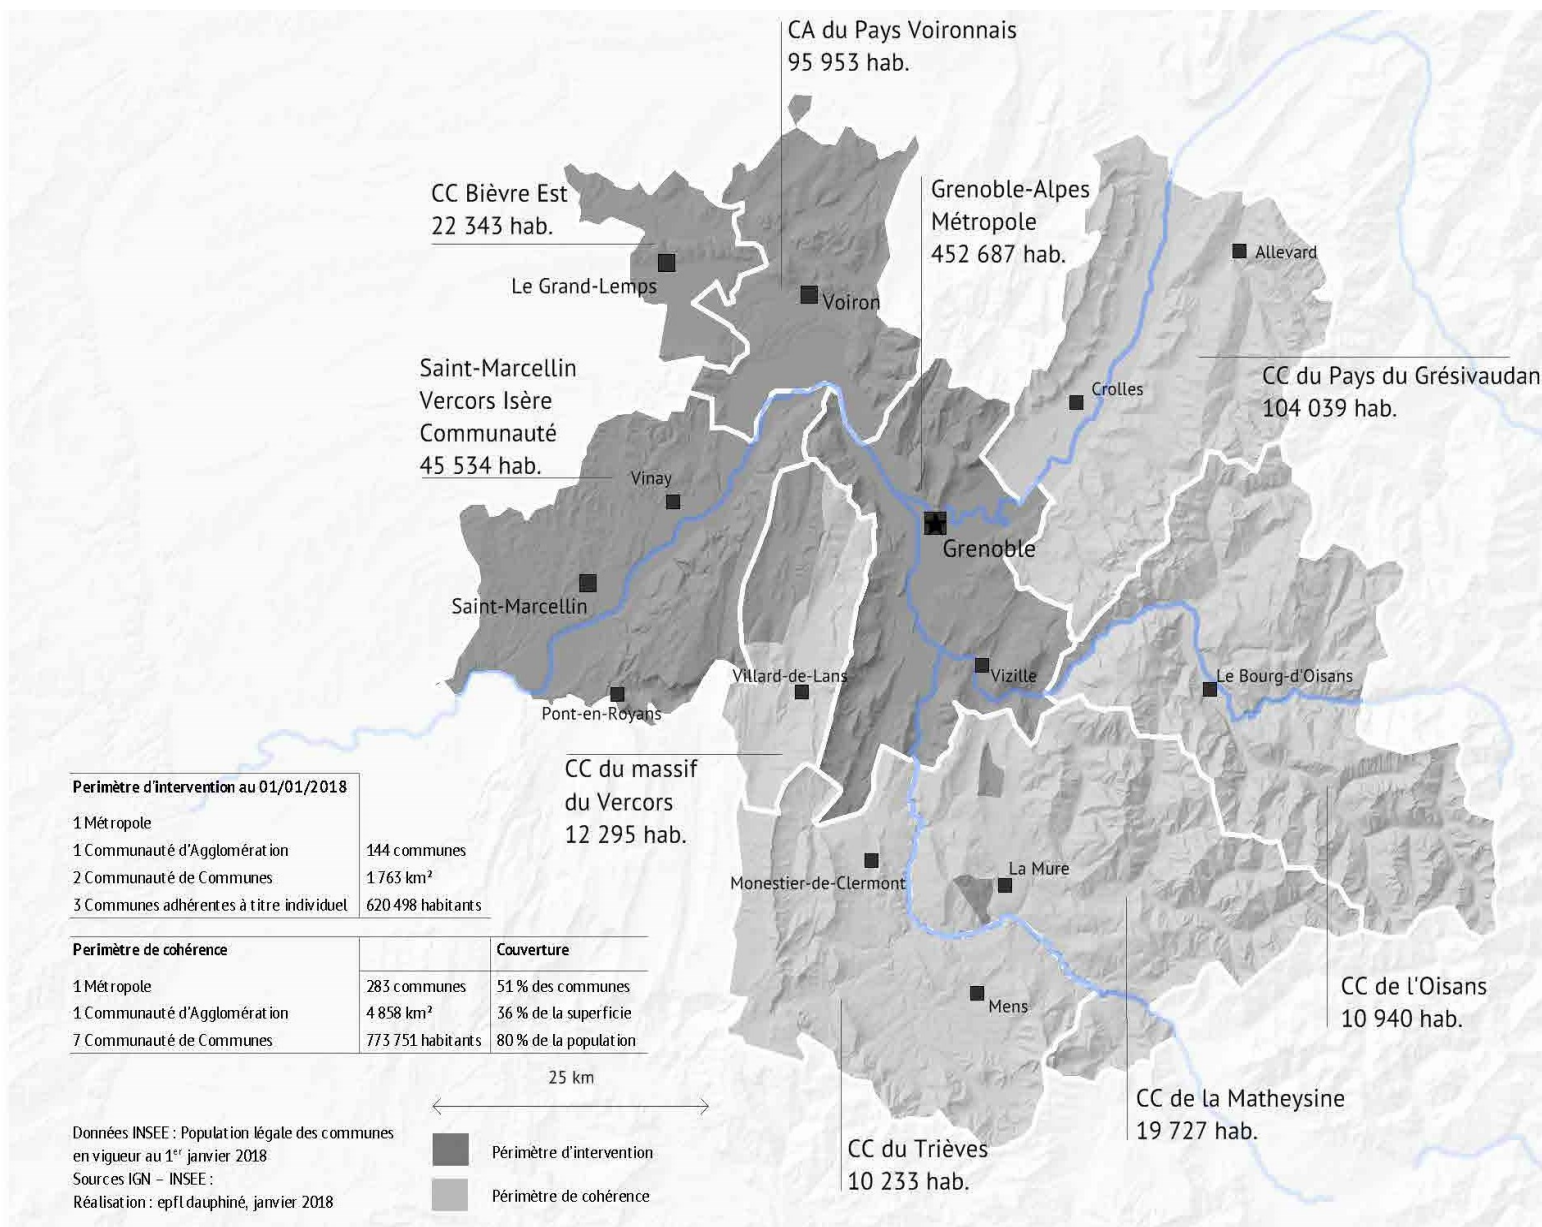 CA du Pays Voironnais
95 953 hab.
CC Bièvre Est
22 343 hab.
Grenoble-Alpes
Métropole
452 687 hab.
Allevard
Le Grand-Lemps
Voiron
Saint-Marcellin
Vercors Isère
Communauté
45 534 hab.
CC du Pays du Grésivaudan
104 039 hab.
Crolles
Vinay
Grenoble
Saint-Marcellin
Villard-de-Lans
Vizille
Le Bourg-d'Oisans
Pont-en-Royans
CC du massif
du Vercors
12 295 hab.
Perimètre d'intervention au 01/01/2018
1 Métropole
1 Communauté d'Agglomération 144 communes
2 Communauté de Communes 1 763 km²
3 Communes adhérentes à titre individuel 620 498 habitants
Monestier-de-Clermont
La Mure
Perimètre de cohérence Couverture
1 Métropole 283 communes 51 % des communes
1 Communauté d'Agglomération 4 858 km² 36 % de la superficie
7 Communauté de Communes 773 751 habitants 80 % de la population
Mens
CC de l'Oisans
10 940 hab.
25 km
CC de la Matheysine
19 727 hab.
CC du Trièves
10 233 hab.
Données INSEE : Population légale des communes
en vigueur au 1er janvier 2018
Sources IGN – INSEE :
Réalisation : epfl dauphiné, janvier 2018
Périmètre d'intervention
Périmètre de cohérence